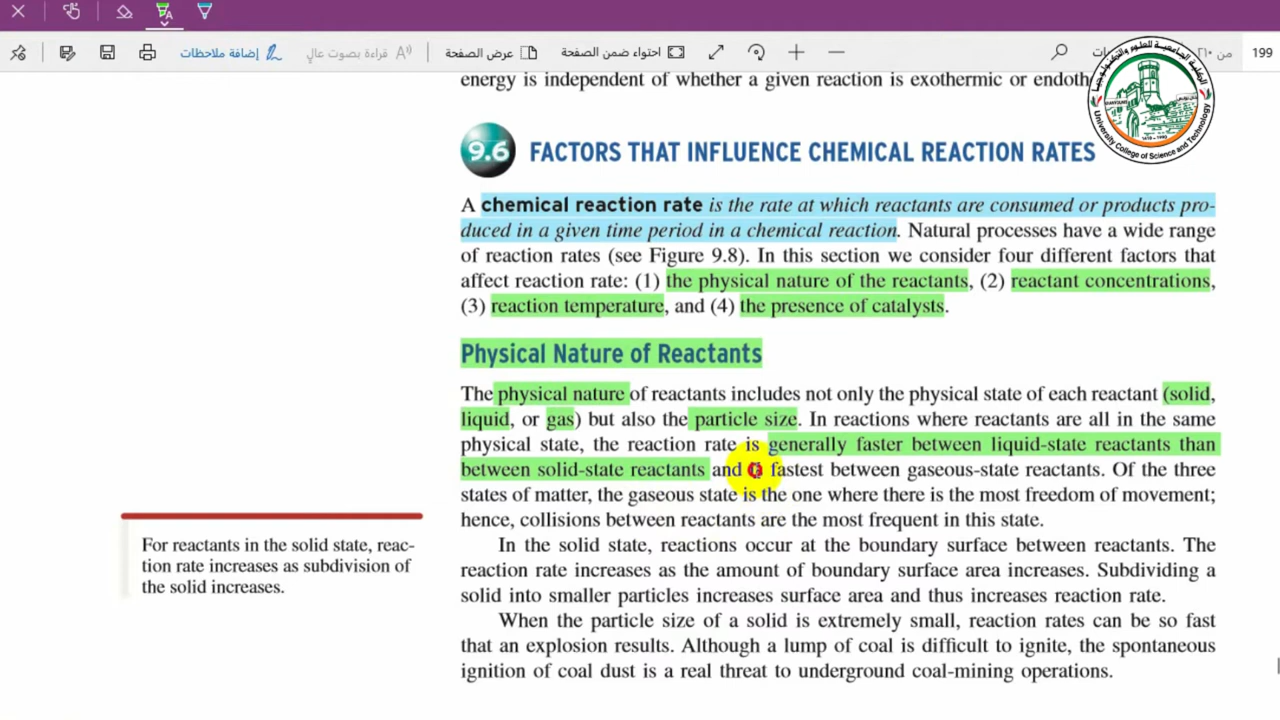 إضافة ملاحظات
قراءة بصوت عالٍ
عرض الصفحة
احتواء ضمن الصفحة
من ٢٦٠
199
energy is independent of whether a given reaction is exothermic or endoth
University College of Science and Technology
9.6 FACTORS THAT INFLUENCE CHEMICAL REACTION RATES
A chemical reaction rate is the rate at which reactants are consumed or products pro-
duced in a given time period in a chemical reaction. Natural processes have a wide range
of reaction rates (see Figure 9.8). In this section we consider four different factors that
affect reaction rate: (1) the physical nature of the reactants, (2) reactant concentrations,
(3) reaction temperature, and (4) the presence of catalysts.
Physical Nature of Reactants
The physical nature of reactants includes not only the physical state of each reactant (solid,
liquid, or gas) but also the particle size. In reactions where reactants are all in the same
physical state, the reaction rate is generally faster between liquid-state reactants than
between solid-state reactants and is fastest between gaseous-state reactants. Of the three
states of matter, the gaseous state is the one where there is the most freedom of movement;
hence, collisions between reactants are the most frequent in this state.
In the solid state, reactions occur at the boundary surface between reactants. The
reaction rate increases as the amount of boundary surface area increases. Subdividing a
solid into smaller particles increases surface area and thus increases reaction rate.
When the particle size of a solid is extremely small, reaction rates can be so fast
that an explosion results. Although a lump of coal is difficult to ignite, the spontaneous
ignition of coal dust is a real threat to underground coal-mining operations.
For reactants in the solid state, reac-
tion rate increases as subdivision of
the solid increases.